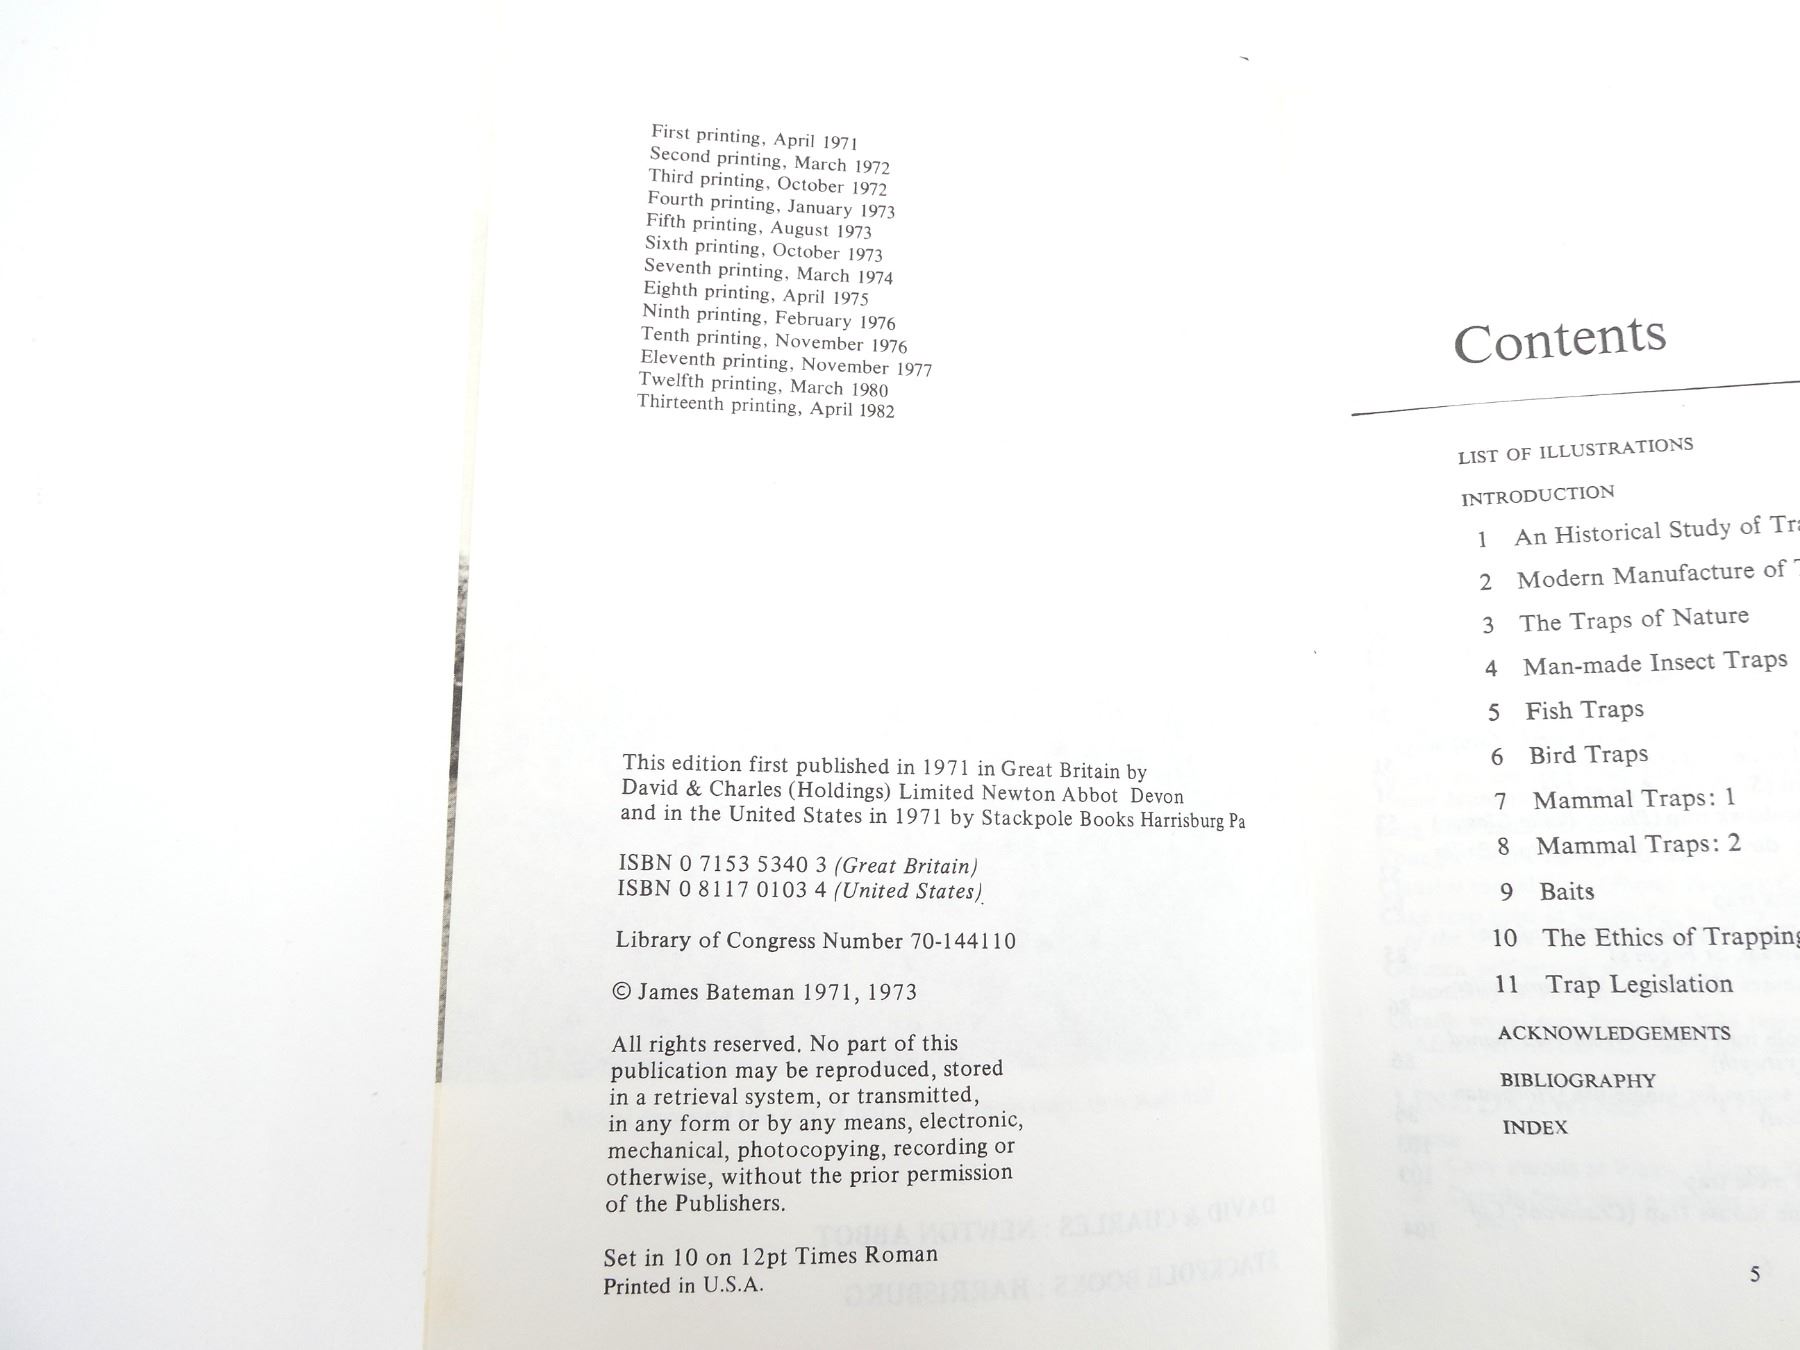 First printing, April 1971
Second printing, March 1972
Third printing, October 1972
Fourth printing, January 1973
Fifth printing, August 1973
Sixth printing, October 1973
Seventh printing, March 1974
Eighth printing, April 1975
Ninth printing, February 1976
Tenth printing, November 1976
Eleventh printing, November 1977
Twelfth printing, March 1980
Thirteenth printing, April 1982
This edition first published in 1971 in Great Britain by
David & Charles (Holdings) Limited Newton Abbot Devon
and in the United States in 1971 by Stackpole Books Harrisburg Pa
ISBN 0 7153 5340 3 (Great Britain)
ISBN 0 8117 0103 4 (United States)
Library of Congress Number 70-144110
© James Bateman 1971, 1973
All rights reserved. No part of this
publication may be reproduced, stored
in a retrieval system, or transmitted,
in any form or by any means, electronic,
mechanical, photocopying, recording or
otherwise, without the prior permission
of the Publishers.
Set in 10 on 12pt Times Roman
Printed in U.S.A.
Contents
LIST OF ILLUSTRATIONS
INTRODUCTION
1 An Historical Study of
2 Modern Manufacture of
3 The Traps of Nature
4 Man-made Insect Traps
5 Fish Traps
6 Bird Traps
7 Mammal Traps: 1
8 Mammal Traps: 2
9 Baits
10 The Ethics of Trapping
11 Trap Legislation
ACKNOWLEDGEMENTS
BIBLIOGRAPHY
INDEX
5